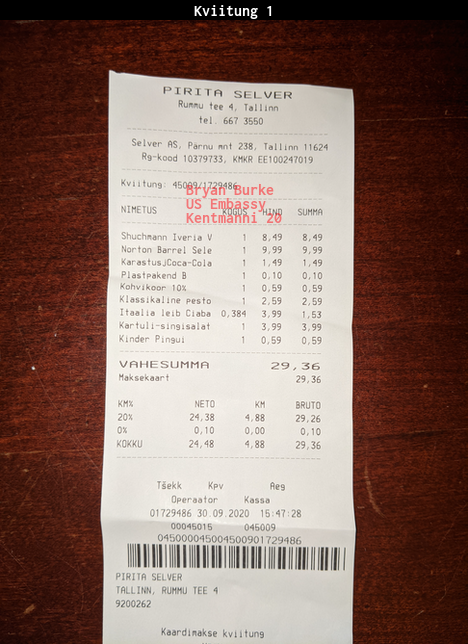 Kviitung 1
PIRITA SELVER
Rummu tee 4, Tallinn
tel. 667 3550
Selver AS, Pärnu mnt 238, Tallinn 11624
Rg-kood 10379733, KMKR EE100247019
Kviitung: 45009/1729486
Bryan Burke
US Embassy
Kentmanni 20
NIMETUS KOGUS HIND SUMMA
Shuchmann Iveria V 1 8,49 8,49
Norton Barrel Sele 1 9,99 9,99
KarastusjCoca-Cola 1 1,49 1,49
Plastpakend B 1 0,10 0,10
Kohvikoor 10% 1 0,59 0,59
Klassikaline pesto 1 2,59 2,59
Itaalia leib Ciaba 0,384 3,99 1,53
Kartuli-singisalat 1 3,99 3,99
Kinder Pingui 1 0,59 0,59
VAHESUMMA 29,36
Maksekaart 29,36
KM% NETO KM BRUTO
20% 24,38 4,88 29,26
0% 0,10 0,00 0,10
KOKKU 24,48 4,88 29,36
Tšekk Kpv Aeg
Operaator Kassa
01729486 30.09.2020 15:47:28
00045015 045009
045000045004500901729486
PIRITA SELVER
TALLINN, RUMMU TEE 4
9200262
Kaardimakse kviitung